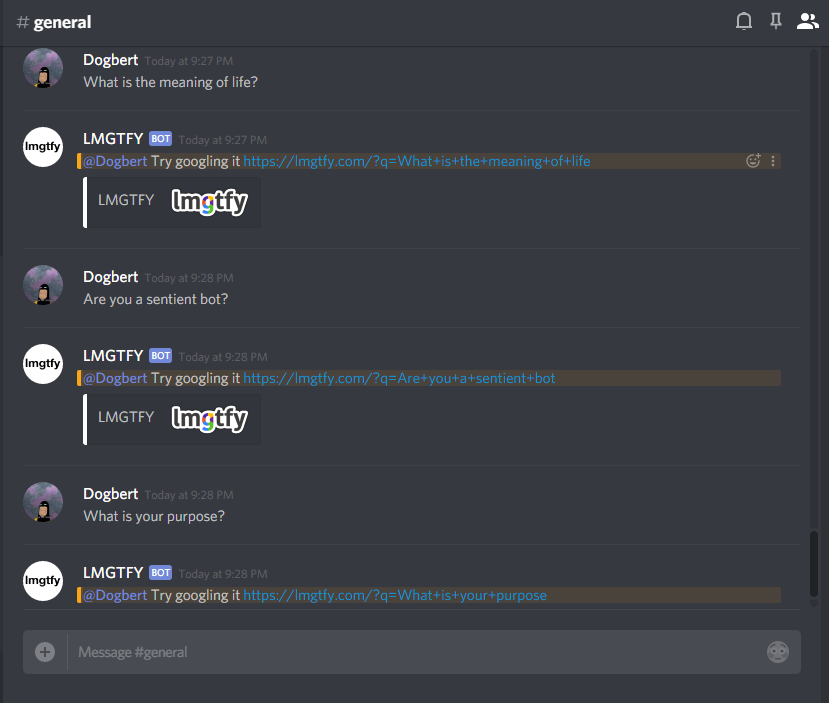 # general
Dogbert Today at 9:27 PM
What is the meaning of life?
lmgtfy
LMGTFY BOT Today at 9:27 PM
@Dogbert Try googling it https://lmgtfy.com/?q=What+is+the+meaning+of+life
LMGTFY lmgtfy
Dogbert Today at 9:28 PM
Are you a sentient bot?
lmgtfy
LMGTFY BOT Today at 9:28 PM
@Dogbert Try googling it https://lmgtfy.com/?q=Are+you+a+sentient+bot
LMGTFY lmgtfy
Dogbert Today at 9:28 PM
What is your purpose?
lmgtfy
LMGTFY BOT Today at 9:28 PM
@Dogbert Try googling it https://lmgtfy.com/?q=What+is+your+purpose
Message #general